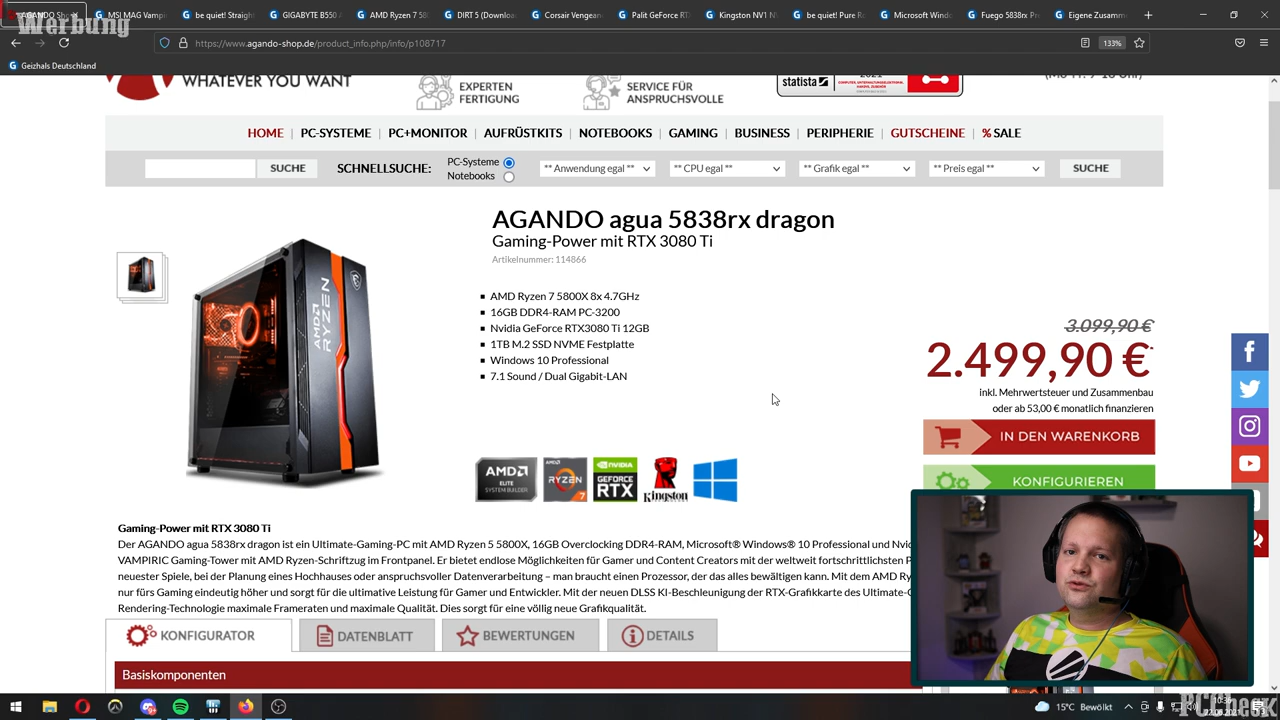 AGANDO Sho
MSI MAG Vampiri
be quiet! Straight
GIGABYTE B550 A
AMD Ryzen 7 580
DIRT 5 (Download
Corsair Vengeance
Palit GeForce RTX
Kingston NV1 NV
be quiet! Pure Ro
Microsoft Windo
Fuego 5838rx Pr
Eigene Zusamme
Werbung
https://www.agando-shop.de/product_info.php/info/p108717
133%
Geizhals Deutschland
WHATEVER YOU WANT
EXPERTEN
FERTIGUNG
SERVICE FÜR
ANSPRUCHSVOLLE
statista
2021
HOME | PC-SYSTEME | PC+MONITOR | AUFRÜSTKITS | NOTEBOOKS | GAMING | BUSINESS | PERIPHERIE | GUTSCHEINE | % SALE
SUCHE
SCHNELLSUCHE:
PC-Systeme
Notebooks
** Anwendung egal **
** CPU egal **
** Grafik egal **
** Preis egal **
SUCHE
AGANDO agua 5838rx dragon
Gaming-Power mit RTX 3080 Ti
Artikelnummer: 114866
AMD Ryzen 7 5800X 8x 4.7GHz
16GB DDR4-RAM PC-3200
Nvidia GeForce RTX3080 Ti 12GB
1TB M.2 SSD NVME Festplatte
Windows 10 Professional
7.1 Sound / Dual Gigabit-LAN
AMD RYZEN
3.099,90 €
2.499,90 €*
inkl. Mehrwertsteuer und Zusammenbau
oder ab 53,00 € monatlich finanzieren
IN DEN WARENKORB
KONFIGURIEREN
AMD
ELITE
SYSTEM BUILDER
AMD
RYZEN
7
NVIDIA
GEFORCE
RTX
Kingston
Gaming-Power mit RTX 3080 Ti
Der AGANDO agua 5838rx dragon ist ein Ultimate-Gaming-PC mit AMD Ryzen 5 5800X, 16GB Overclocking DDR4-RAM, Microsoft® Windows® 10 Professional und Nvi
VAMPIRIC Gaming-Tower mit AMD Ryzen-Schriftzug im Frontpanel. Er bietet endlose Möglichkeiten für Gamer und Content Creators mit der weltweit fortschrittlichsten P
neuester Spiele, bei der Planung eines Hochhauses oder anspruchsvoller Datenverarbeitung – man braucht einen Prozessor, der das alles bewältigen kann. Mit dem AMD Ry
nur fürs Gaming eindeutig höher und sorgt für die ultimative Leistung für Gamer und Entwickler. Mit der neuen DLSS KI-Beschleunigung der RTX-Grafikkarte des Ultimate-G
Rendering-Technologie maximale Frameraten und maximale Qualität. Dies sorgt für eine völlig neue Grafikqualität.
KONFIGURATOR
DATENBLATT
BEWERTUNGEN
DETAILS
Basiskomponenten
15°C Bewölkt
PCCheck